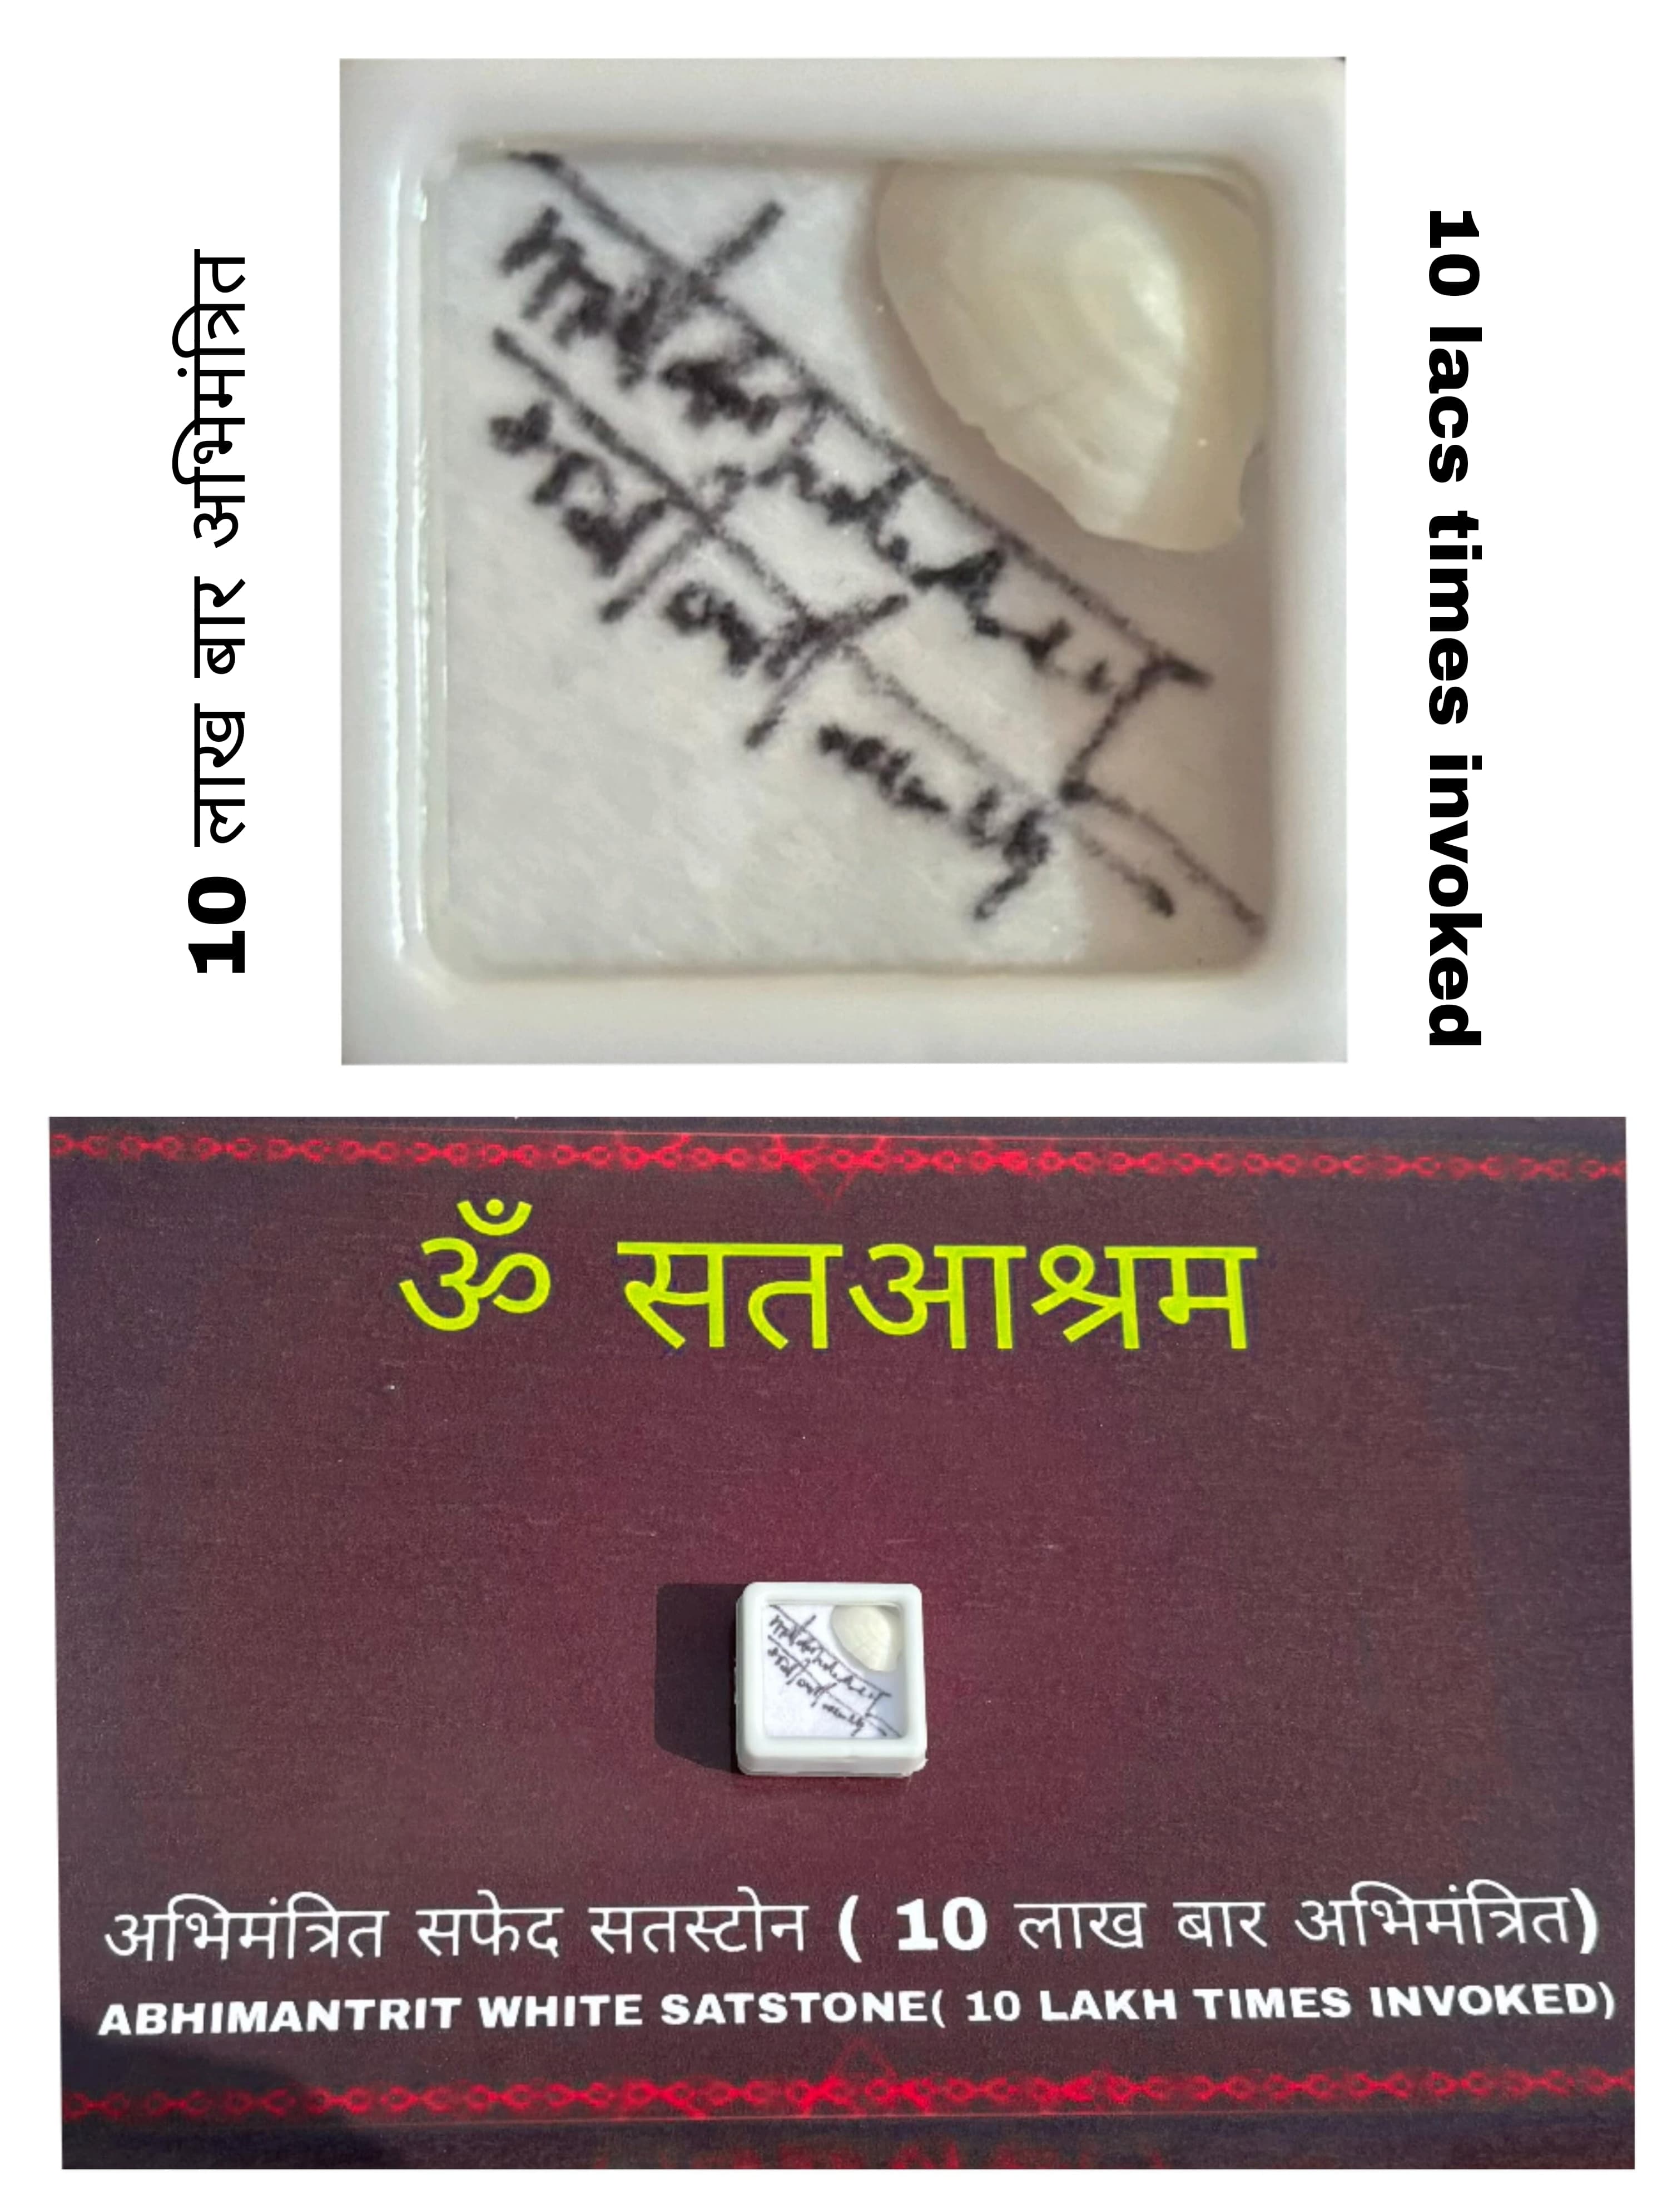 10 लाख बार अभिमंत्रित
10 lacs times invoked
ॐ सतआश्रम
अभिमंत्रित सफेद सतस्टोन ( 10 लाख बार अभिमंत्रित)
ABHIMANTRIT WHITE SATSTONE( 10 LAKH TIMES INVOKED)